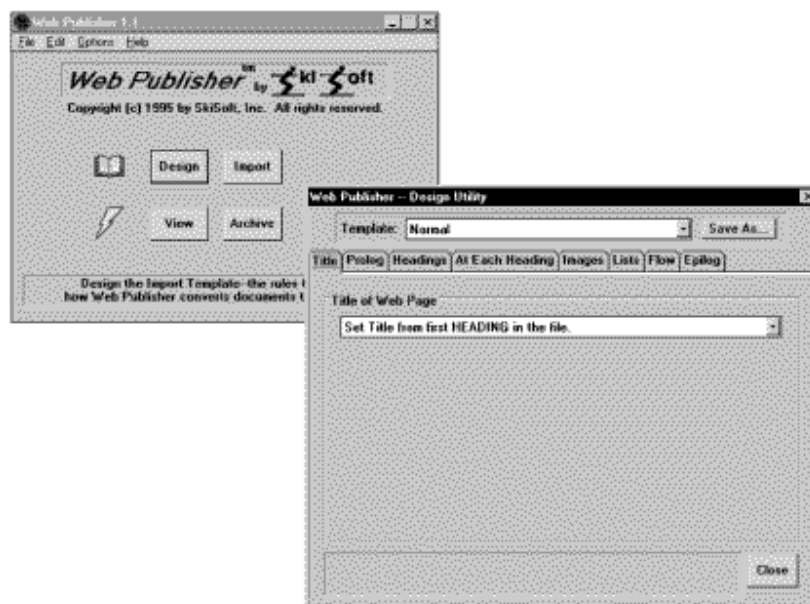 Web Publisher 1.1
File Edit Options Help
Web Publisher tm by SkiSoft
Copyright (c) 1995 by SkiSoft, Inc. All rights reserved.
Design Import
View Archive
Design the Import Template--the rules
how Web Publisher converts documents
Web Publisher -- Design Utility
Template: Normal Save As...
Title Prolog Headings At Each Heading Images Lists Flow Epilog
Title of Web Page
Set Title from first HEADING in the file.
Close